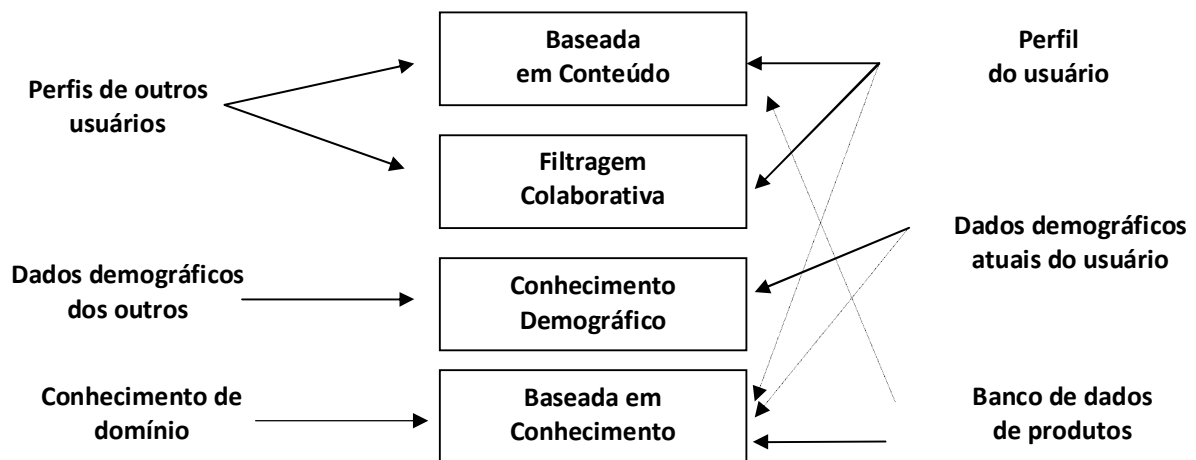 Perfis de outros
usuários
Dados demográficos
dos outros
Conhecimento de
domínio
Baseada
em Conteúdo
Filtragem
Colaborativa
Conhecimento
Demográfico
Baseada em
Conhecimento
Perfil
do usuário
Dados demográficos
atuais do usuário
Banco de dados
de produtos